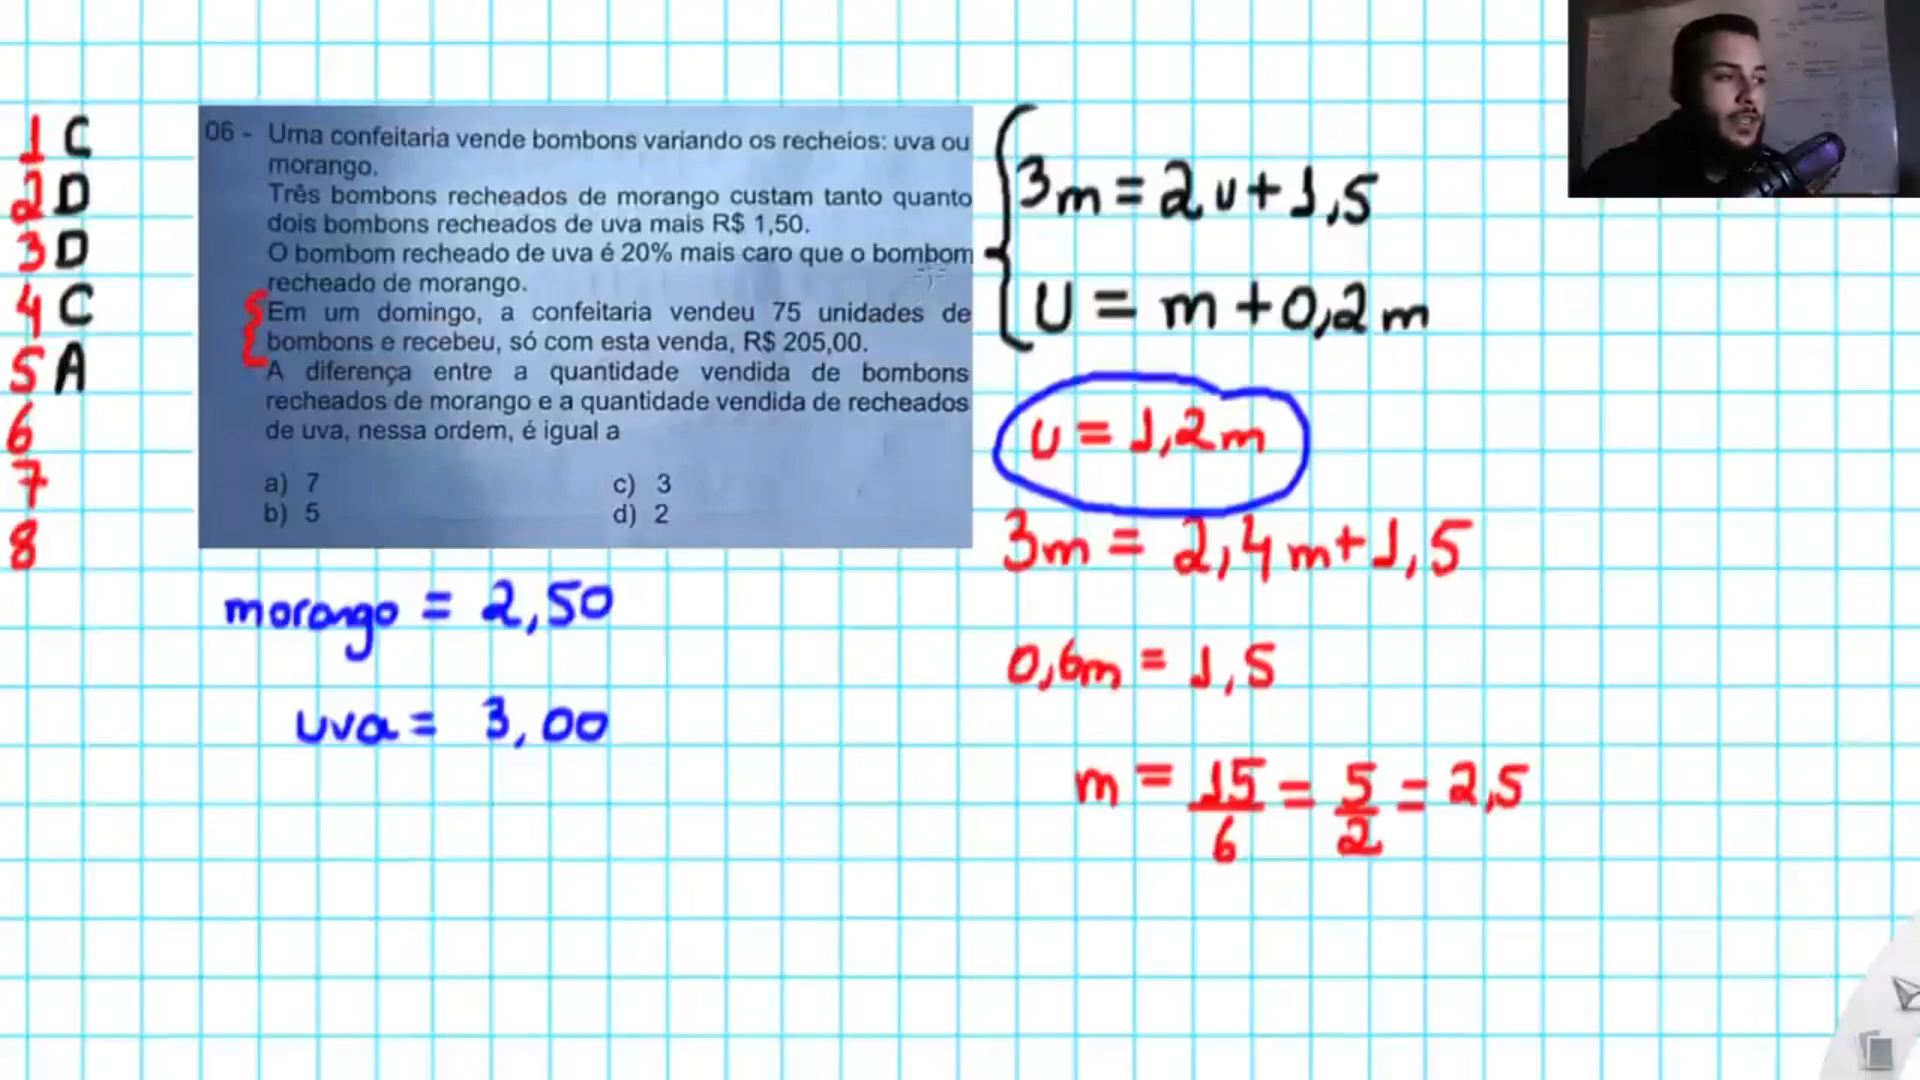 1 C
2 D
3 D
4 C
5 A
6
7
8
06 - Uma confeitaria vende bombons variando os recheios: uva ou
morango.
Três bombons recheados de morango custam tanto quanto
dois bombons recheados de uva mais R$ 1,50.
O bombom recheado de uva é 20% mais caro que o bombom
recheado de morango.
Em um domingo, a confeitaria vendeu 75 unidades de
bombons e recebeu, só com esta venda, R$ 205,00.
A diferença entre a quantidade vendida de bombons
recheados de morango e a quantidade vendida de recheados
de uva, nessa ordem, é igual a
a) 7 c) 3
b) 5 d) 2
morango = 2,50
uva = 3,00
3m = 2u + 1,5
U = m + 0,2m
u = 1,2m
3m = 2,4m + 1,5
0,6m = 1,5
m = 15/6 = 5/2 = 2,5